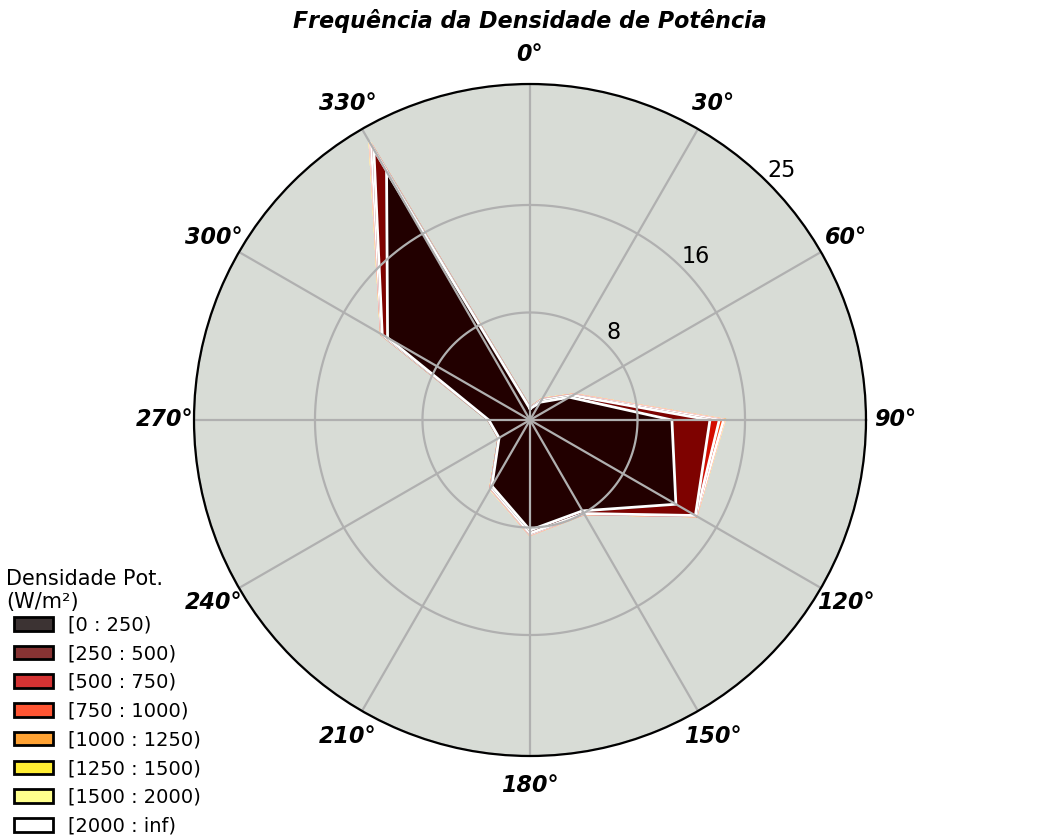 Frequência da Densidade de Potência
0°
30°
60°
90°
120°
150°
180°
210°
240°
270°
300°
330°
25
16
8
Densidade Pot.
(W/m²)
[0 : 250)
[250 : 500)
[500 : 750)
[750 : 1000)
[1000 : 1250)
[1250 : 1500)
[1500 : 2000)
[2000 : inf)